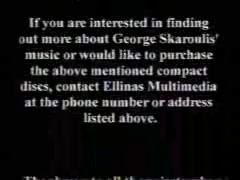 If you are interested in finding
out more about George Skaroulis'
music or would like to purchase
the above mentioned compact
discs, contact Ellinas Multimedia
at the phone number or address
listed above.